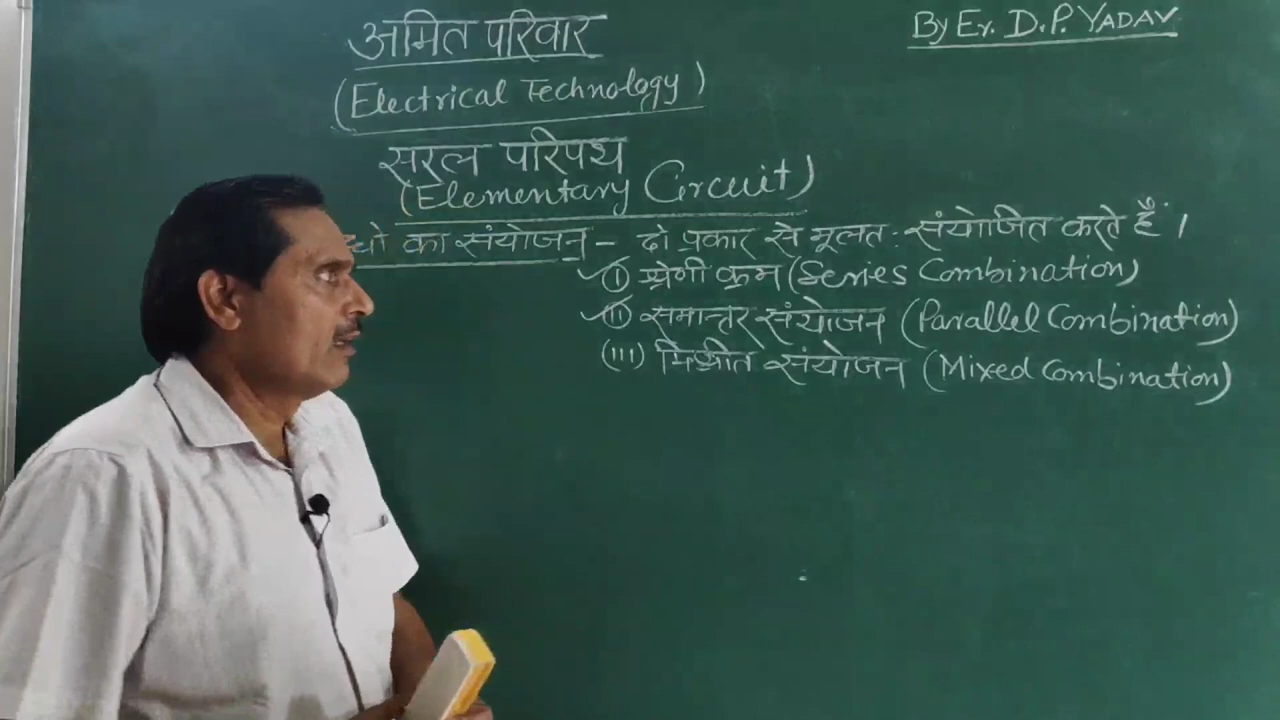 अमित परिवार
By Er. D.P. YADAV
(Electrical Technology)
सरल परिपथ
(Elementary Circuit)
का संयोजन - दो प्रकार से मूलत: संयोजित करते हैं ।
(i) श्रेणी क्रम (Series Combination)
(ii) समान्तर संयोजन (Parallel Combination)
(III) मिश्रीत संयोजन (Mixed Combination)